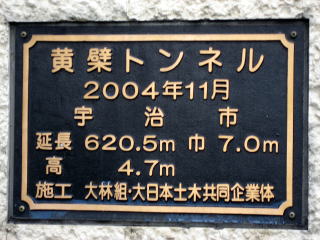 黄檗トンネル
2004年11月
宇治市
延長 620.5m 巾 7.0m
高 4.7m
施工 大林組・大日本土木共同企業体